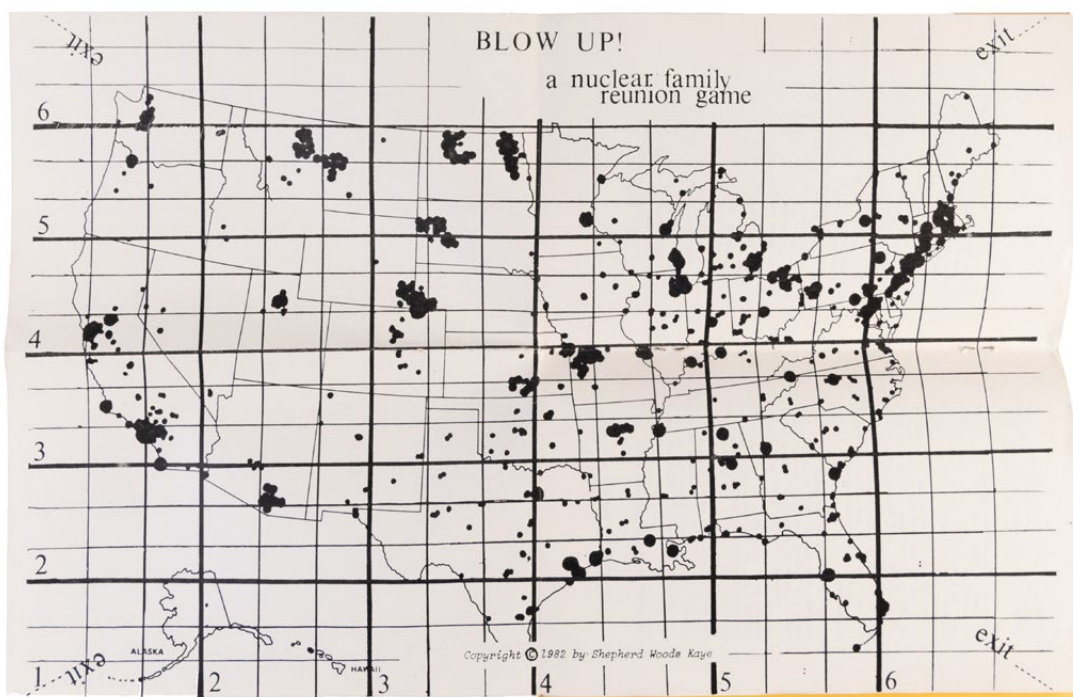 exit
BLOW UP!
exit
a nuclear family
reunion game
6
5
4
3
2
ALASKA
HAWAII
Copyright © 1982 by Shepherd Woods Kaye
exit
exit
1
2
3
4
5
6